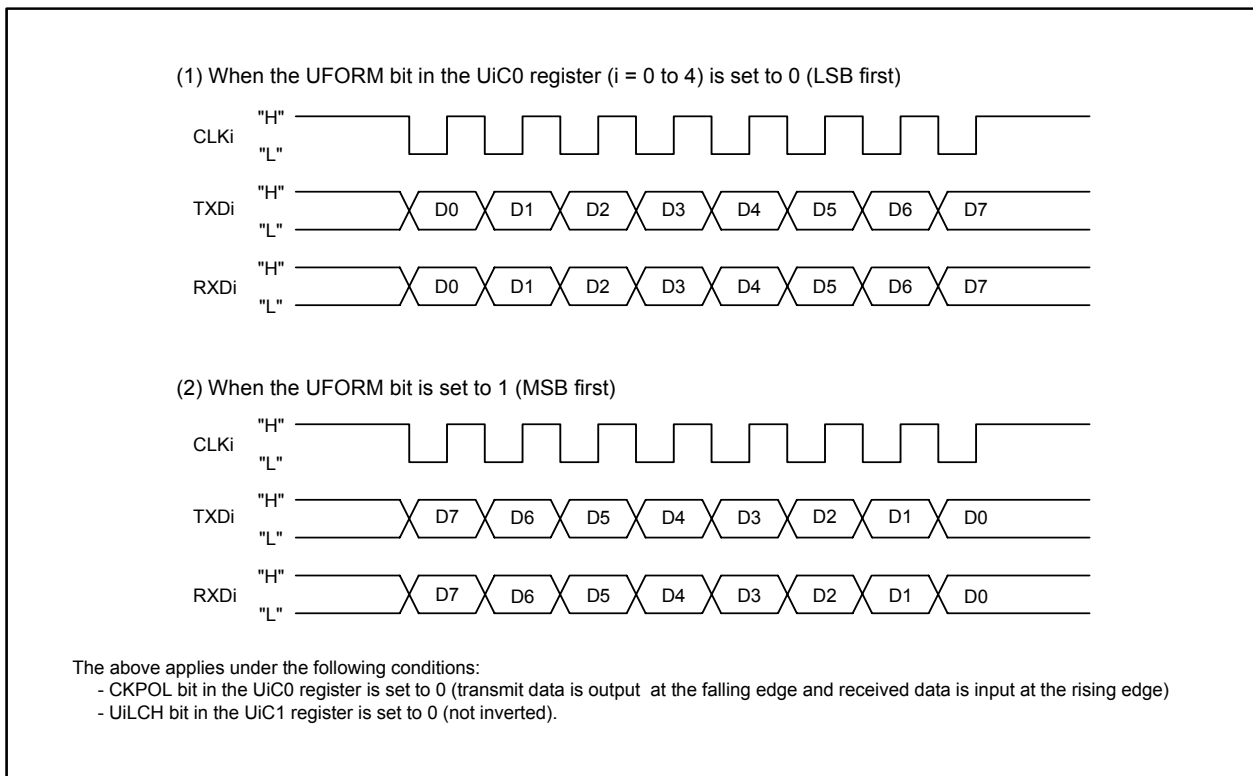 (1) When the UFORM bit in the UiC0 register (i = 0 to 4) is set to 0 (LSB first)
"H"
CLKi
"L"
"H"
TXDi D0 D1 D2 D3 D4 D5 D6 D7
"L"
"H"
RXDi D0 D1 D2 D3 D4 D5 D6 D7
"L"
(2) When the UFORM bit is set to 1 (MSB first)
"H"
CLKi
"L"
"H"
TXDi D7 D6 D5 D4 D3 D2 D1 D0
"L"
"H"
RXDi D7 D6 D5 D4 D3 D2 D1 D0
"L"
The above applies under the following conditions:
- CKPOL bit in the UiC0 register is set to 0 (transmit data is output at the falling edge and received data is input at the rising edge)
- UiLCH bit in the UiC1 register is set to 0 (not inverted).